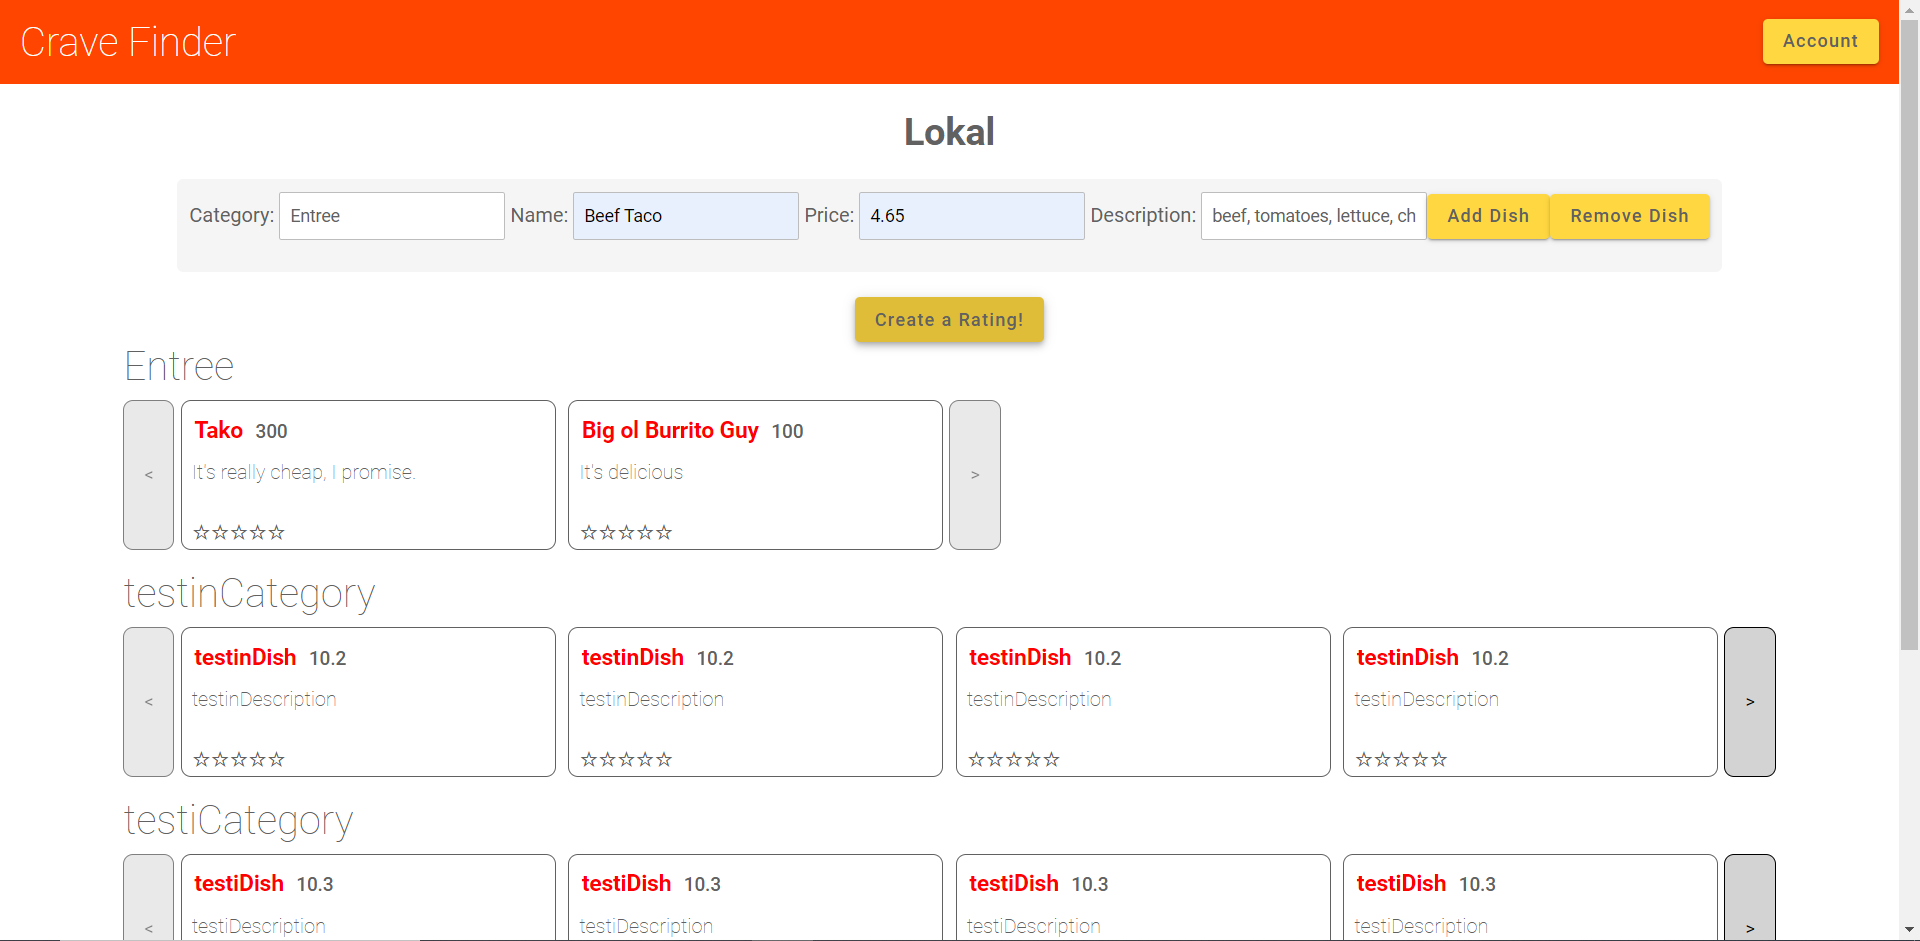 Crave Finder Account
Lokal
Category: Entree Name: Beef Taco Price: 4.65 Description: beef, tomatoes, lettuce, ch Add Dish Remove Dish
Create a Rating!
Entree
Tako 300 Big ol Burrito Guy 100
It's really cheap, I promise. It's delicious
< >
☆☆☆☆☆ ☆☆☆☆☆
testinCategory
testinDish 10.2 testinDish 10.2 testinDish 10.2 testinDish 10.2
testinDescription testinDescription testinDescription testinDescription
< >
☆☆☆☆☆ ☆☆☆☆☆ ☆☆☆☆☆ ☆☆☆☆☆
testiCategory
testiDish 10.3 testiDish 10.3 testiDish 10.3 testiDish 10.3
testiDescription testiDescription testiDescription testiDescription
< >